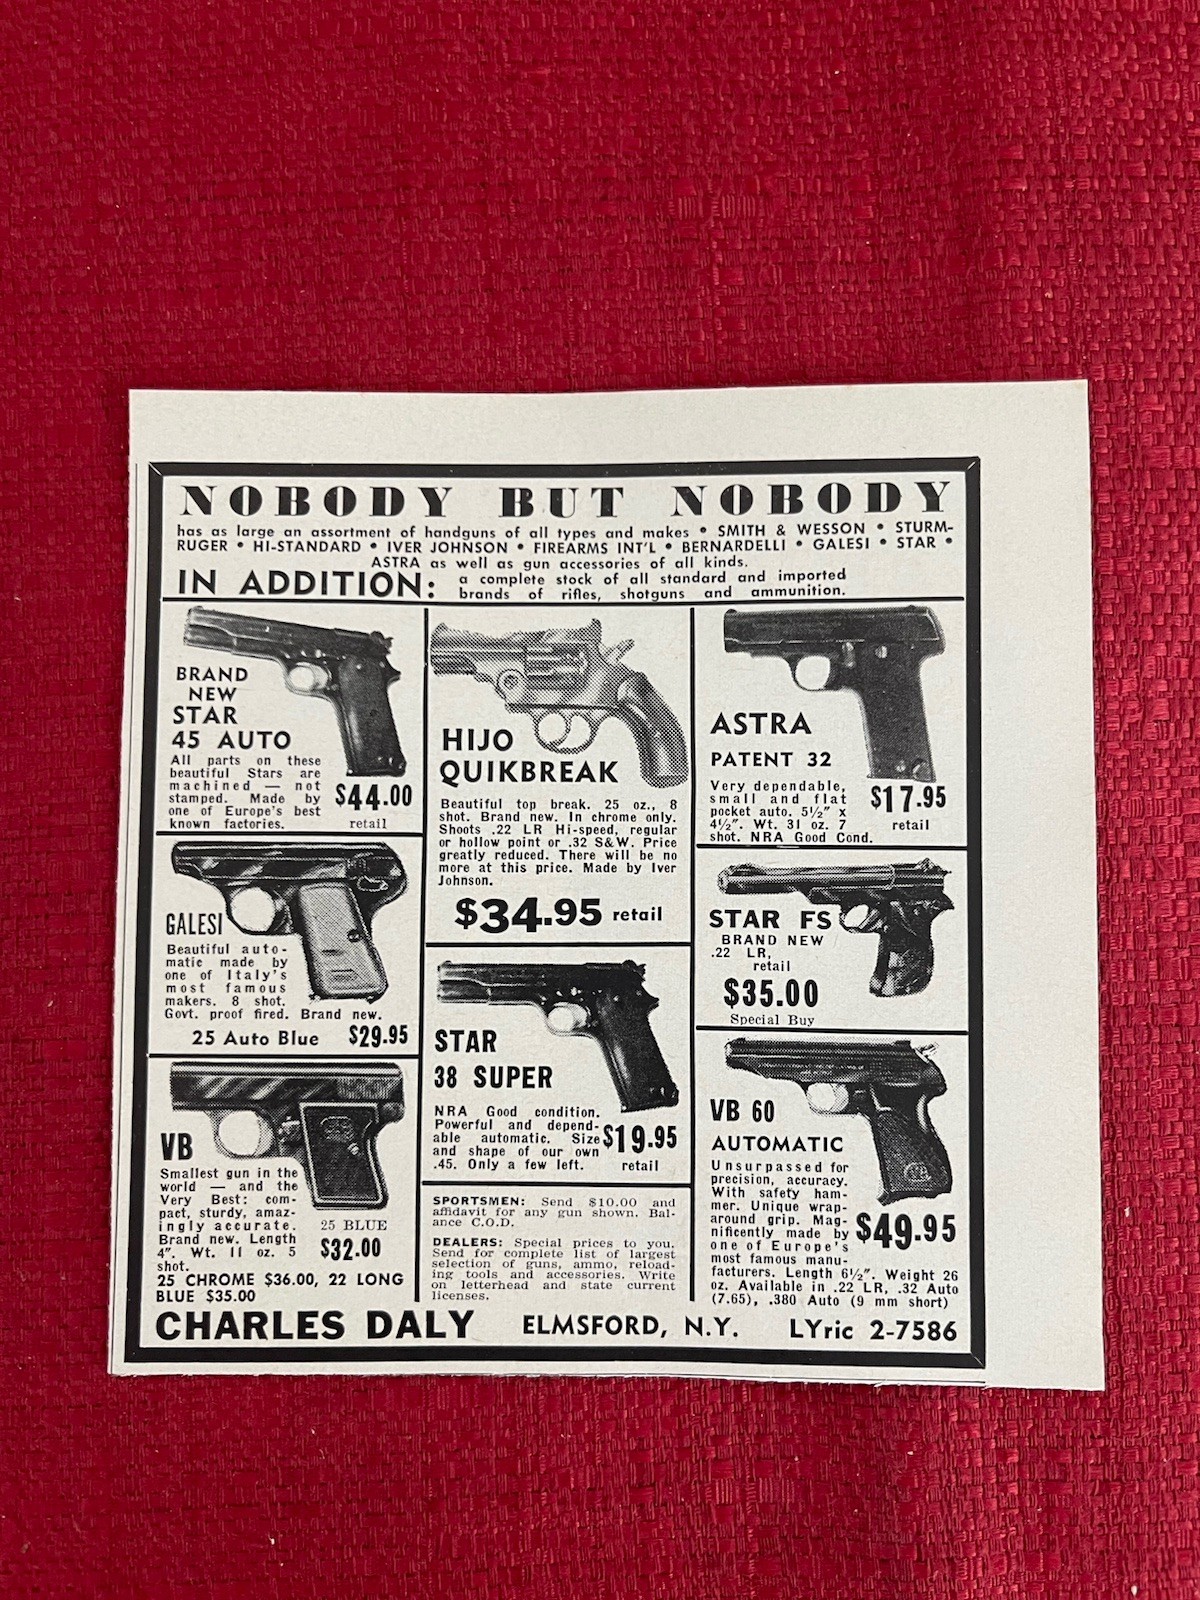 NOBODY BUT NOBODY
has as large an assortment of handguns of all types and makes • SMITH & WESSON • STURM-
RUGER • HI-STANDARD • IVER JOHNSON • FIREARMS INT'L • BERNARDELLI • GALESI • STAR •
ASTRA as well as gun accessories of all kinds.
IN ADDITION: a complete stock of all standard and imported
brands of rifles, shotguns and ammunition.
BRAND
NEW
STAR
45 AUTO
All parts on these
beautiful Stars are
machined — not
stamped. Made by
one of Europe's best
known factories.
$44.00
retail
GALESI
Beautiful auto-
matic made by
one of Italy's
most famous
makers. 8 shot.
Govt. proof fired. Brand new.
25 Auto Blue $29.95
VB
Smallest gun in the
world — and the
Very Best: com-
pact, sturdy, amaz-
ingly accurate.
Brand new. Length
4". Wt. 11 oz. 5
shot.
25 BLUE
$32.00
25 CHROME $36.00, 22 LONG
BLUE $35.00
HIJO
QUIKBREAK
Beautiful top break. 25 oz., 8
shot. Brand new. In chrome only.
Shoots .22 LR Hi-speed, regular
or hollow point or .32 S&W. Price
greatly reduced. There will be no
more at this price. Made by Iver
Johnson.
$34.95 retail
STAR
38 SUPER
NRA Good condition.
Powerful and depend-
able automatic. Size
and shape of our own
.45. Only a few left.
$19.95
retail
SPORTSMEN: Send $10.00 and
affidavit for any gun shown. Bal-
ance C.O.D.
DEALERS: Special prices to you.
Send for complete list of largest
selection of guns, ammo, reload-
ing tools and accessories. Write
on letterhead and state current
licenses.
ASTRA
PATENT 32
Very dependable,
small and flat
pocket auto. 5½" x
4½". Wt. 31 oz. 7
shot. NRA Good Cond.
$17.95
retail
STAR FS
BRAND NEW
.22 LR,
retail
$35.00
Special Buy
VB 60
AUTOMATIC
Unsurpassed for
precision, accuracy.
With safety ham-
mer. Unique wrap-
around grip. Mag-
nificently made by
one of Europe's
most famous manu-
facturers. Length 6½". Weight 26
oz. Available in .22 LR, .32 Auto
(7.65), .380 Auto (9 mm short)
$49.95
CHARLES DALY ELMSFORD, N.Y. LYric 2-7586